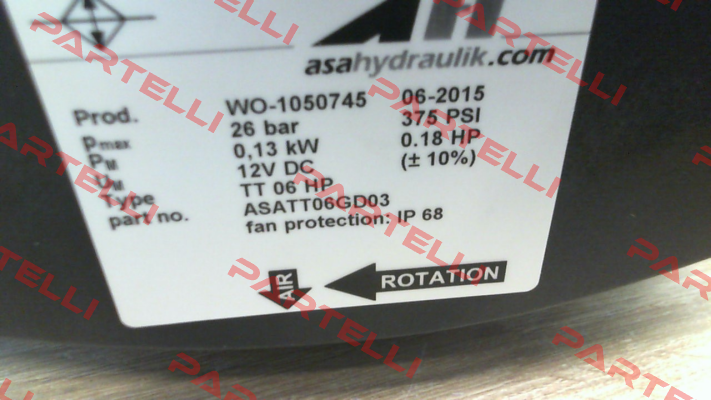 asahydraulik.com
Prod. WO-1050745 06-2015
Pmax 26 bar 375 PSI
PM 0,13 kW 0.18 HP
UM 12V DC (± 10%)
Type TT 06 HP
part no. ASATT06GD03
fan protection: IP 68
AIR ROTATION
PARTELLI
PARTELLI
PARTELLI
PARTELLI
PARTELLI
PARTELLI
PARTELLI
PARTELLI
PARTELLI
PARTELLI